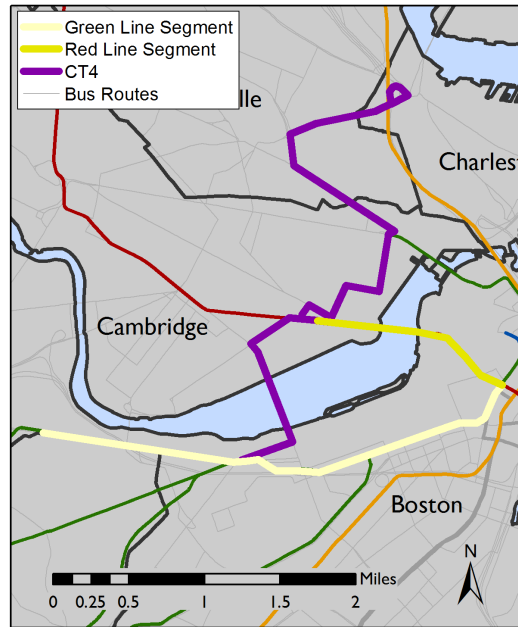 Green Line Segment
Red Line Segment
CT4
Bus Routes
lle
Charlest
Cambridge
Boston
N
Miles
0 0.25 0.5 1 1.5 2